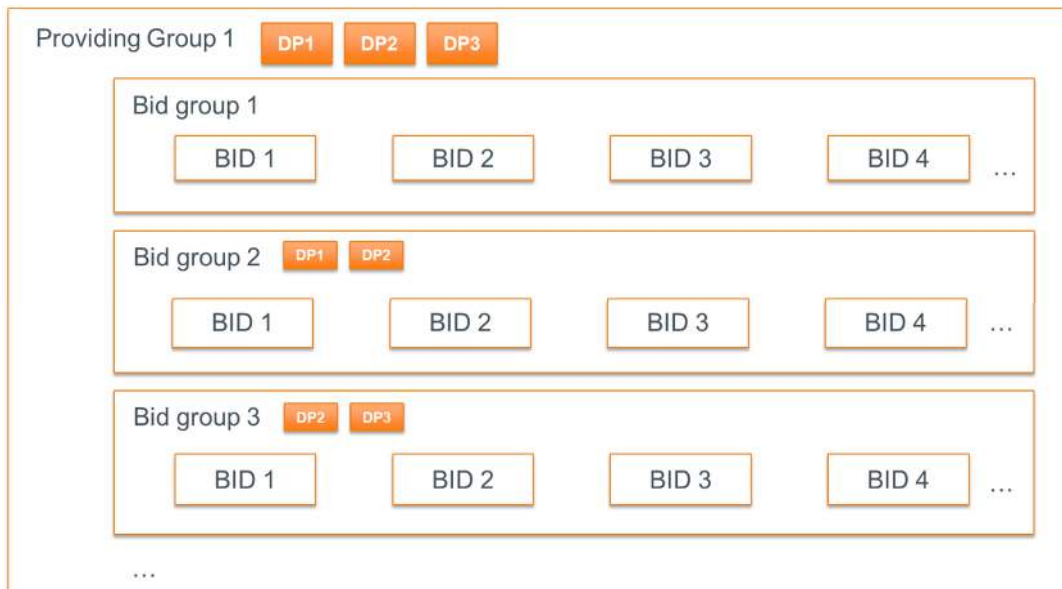 Providing Group 1 DP1 DP2 DP3
Bid group 1
BID 1 BID 2 BID 3 BID 4 ...
Bid group 2 DP1 DP2
BID 1 BID 2 BID 3 BID 4 ...
Bid group 3 DP2 DP3
BID 1 BID 2 BID 3 BID 4 ...
...